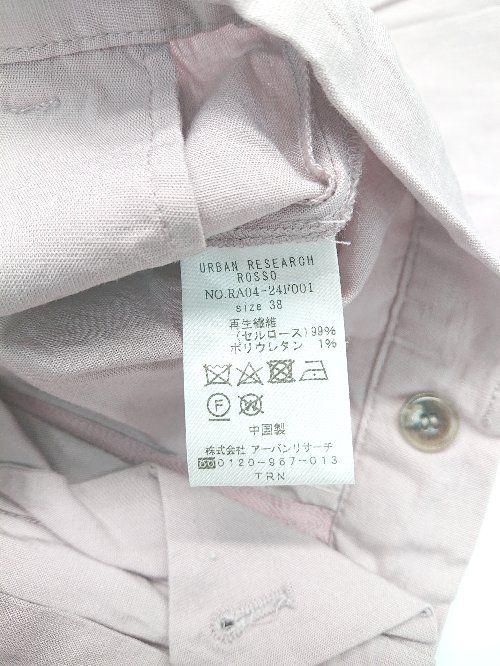 URBAN RESEARCH
ROSSO
NO.RA04-24F001
size 38
再生繊維
(セルロース)99%
ポリウレタン 1%
中国製
株式会社 アーバンリサーチ
0120-967-013
TRN